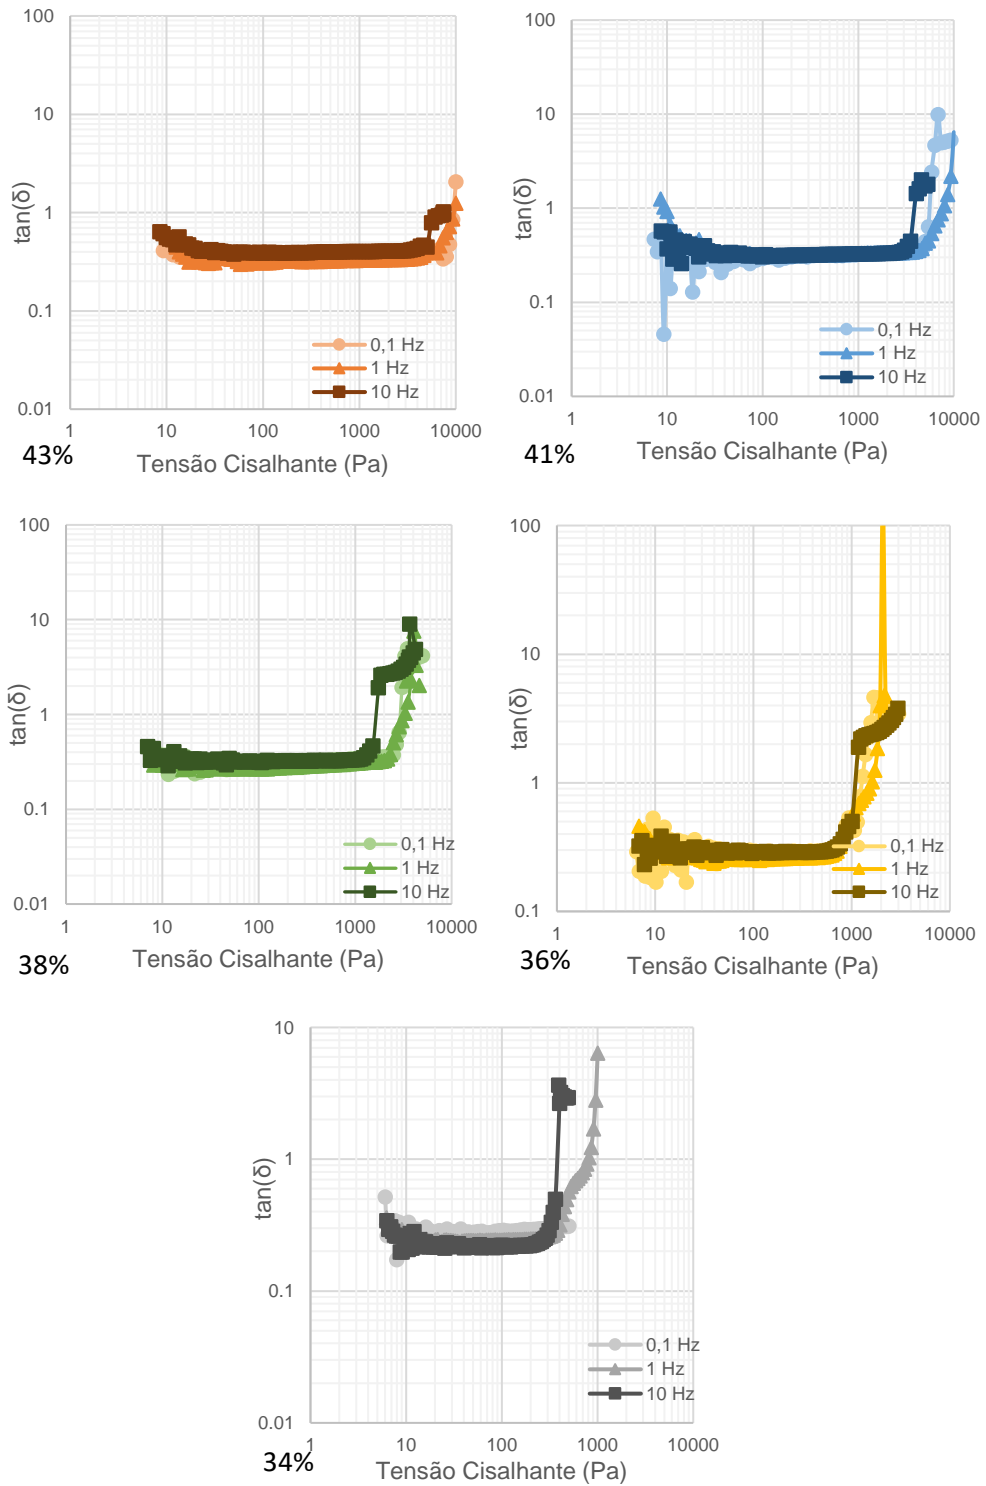 100
10
1
0.1
0.01
tan(δ)
1 10 100 1000 10000
Tensão Cisalhante (Pa)
0,1 Hz
1 Hz
10 Hz
43%
100
10
1
0.1
0.01
tan(δ)
1 10 100 1000 10000
Tensão Cisalhante (Pa)
0,1 Hz
1 Hz
10 Hz
41%
100
10
1
0.1
0.01
tan(δ)
1 10 100 1000 10000
Tensão Cisalhante (Pa)
0,1 Hz
1 Hz
10 Hz
38%
100
10
1
0.1
tan(δ)
1 10 100 1000 10000
Tensão Cisalhante (Pa)
0,1 Hz
1 Hz
10 Hz
36%
10
1
0.1
0.01
tan(δ)
1 10 100 1000 10000
Tensão Cisalhante (Pa)
0,1 Hz
1 Hz
10 Hz
34%